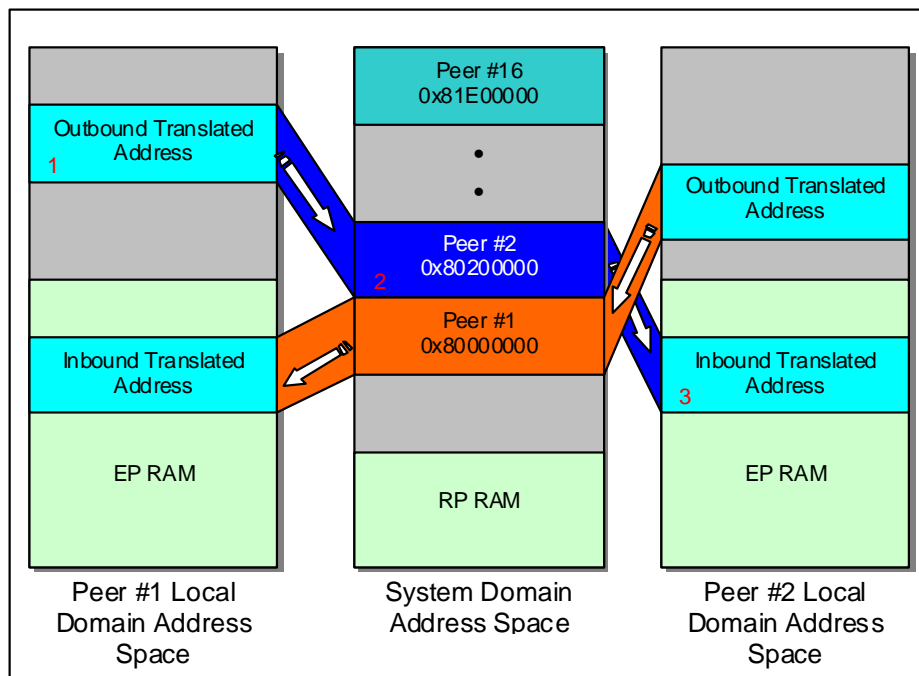 Peer #16
0x81E00000
Outbound Translated
Address
1
Outbound Translated
Address
Peer #2
0x80200000
2
Peer #1
0x80000000
Inbound Translated
Address
Inbound Translated
Address
3
EP RAM
RP RAM
EP RAM
Peer #1 Local
Domain Address
Space
System Domain
Address Space
Peer #2 Local
Domain Address
Space